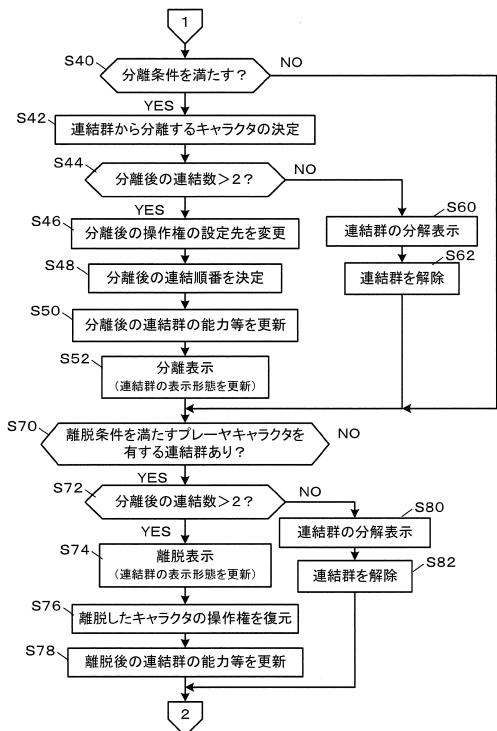 1
S40
分離条件を満たす？
NO
YES
S42
連結群から分離するキャラクタの決定
S44
分離後の連結数>2？
NO
YES
S46
分離後の操作権の設定先を変更
S60
連結群の分解表示
S48
分離後の連結順番を決定
S62
連結群を解除
S50
分離後の連結群の能力等を更新
S52
分離表示
(連結群の表示形態を更新)
S70
離脱条件を満たすプレーヤキャラクタを
有する連結群あり？
NO
YES
S72
分離後の連結数>2？
NO
YES
S80
連結群の分解表示
S74
離脱表示
(連結群の表示形態を更新)
S82
連結群を解除
S76
離脱したキャラクタの操作権を復元
S78
離脱後の連結群の能力等を更新
2